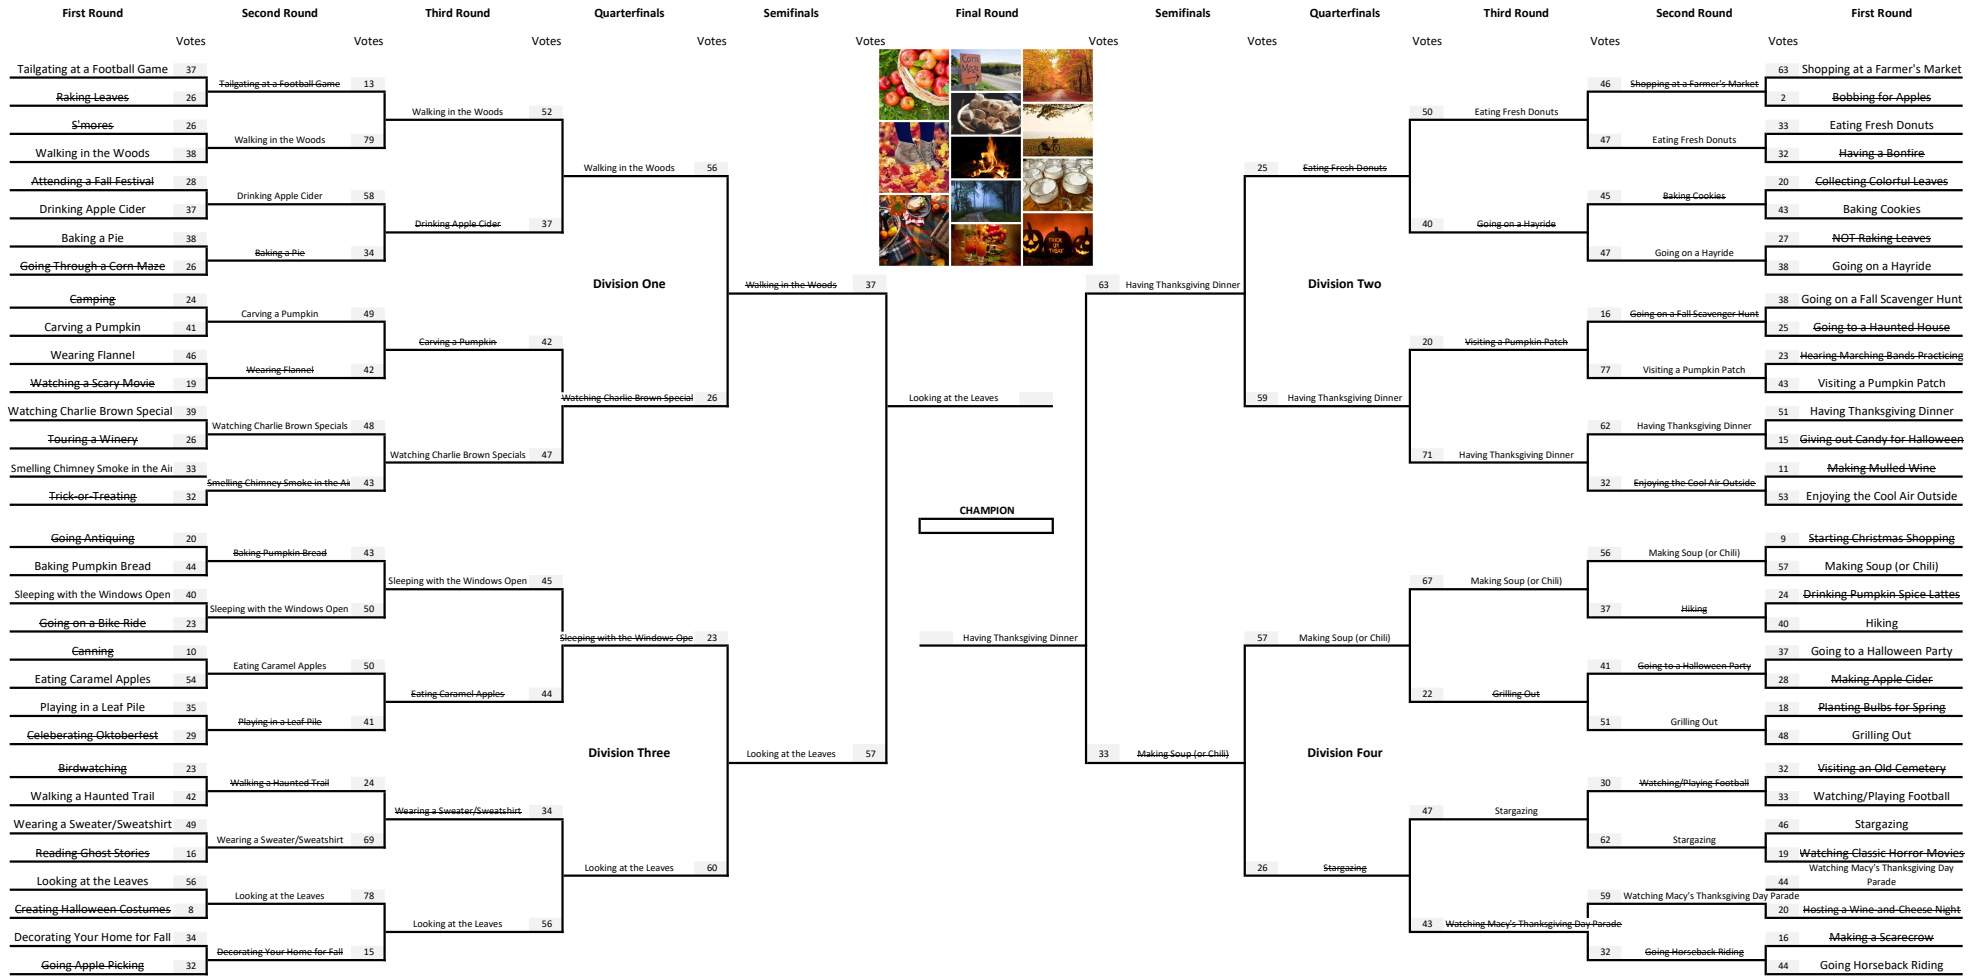 First Round Second Round Third Round Quarterfinals Semifinals Final Round Semifinals Quarterfinals Third Round Second Round First Round
Votes Votes Votes Votes Votes Votes Votes Votes Votes Votes
Tailgating at a Football Game 37
Raking Leaves 26
S'mores 26
Walking in the Woods 38
Attending a Fall Festival 28
Drinking Apple Cider 37
Baking a Pie 38
Going Through a Corn Maze 26
Camping 24
Carving a Pumpkin 41
Wearing Flannel 46
Watching a Scary Movie 19
Watching Charlie Brown Special 39
Touring a Winery 26
Smelling Chimney Smoke in the Air 33
Trick-or-Treating 32
Going Antiquing 20
Baking Pumpkin Bread 44
Sleeping with the Windows Open 40
Going on a Bike Ride 23
Canning 10
Eating Caramel Apples 54
Playing in a Leaf Pile 35
Celeberating Oktoberfest 29
Birdwatching 23
Walking a Haunted Trail 42
Wearing a Sweater/Sweatshirt 49
Reading Ghost Stories 16
Looking at the Leaves 56
Creating Halloween Costumes 8
Decorating Your Home for Fall 34
Going Apple Picking 32
Tailgating at a Football Game 13
Walking in the Woods 79
Drinking Apple Cider 58
Baking a Pie 34
Carving a Pumpkin 49
Wearing Flannel 42
Watching Charlie Brown Specials 48
Smelling Chimney Smoke in the Air 43
Baking Pumpkin Bread 43
Sleeping with the Windows Open 50
Eating Caramel Apples 50
Playing in a Leaf Pile 41
Walking a Haunted Trail 24
Wearing a Sweater/Sweatshirt 69
Looking at the Leaves 78
Decorating Your Home for Fall 15
Walking in the Woods 52
Drinking Apple Cider 37
Carving a Pumpkin 42
Watching Charlie Brown Specials 47
Sleeping with the Windows Open 45
Eating Caramel Apples 44
Wearing a Sweater/Sweatshirt 34
Looking at the Leaves 56
Walking in the Woods 56
Division One
Watching Charlie Brown Special 26
Sleeping with the Windows Ope 23
Division Three
Looking at the Leaves 60
Walking in the Woods 37
Looking at the Leaves 57
Corn
Maze
TRICK
OR
TREAT
Looking at the Leaves
CHAMPION
Having Thanksgiving Dinner
63 Having Thanksgiving Dinner
33 Making Soup (or Chili)
25 Eating Fresh Donuts
Division Two
59 Having Thanksgiving Dinner
57 Making Soup (or Chili)
Division Four
26 Stargazing
50 Eating Fresh Donuts
40 Going on a Hayride
20 Visiting a Pumpkin Patch
71 Having Thanksgiving Dinner
67 Making Soup (or Chili)
22 Grilling Out
47 Stargazing
43 Watching Macy's Thanksgiving Day Parade
46 Shopping at a Farmer's Market
47 Eating Fresh Donuts
45 Baking Cookies
47 Going on a Hayride
16 Going on a Fall Scavenger Hunt
77 Visiting a Pumpkin Patch
62 Having Thanksgiving Dinner
32 Enjoying the Cool Air Outside
56 Making Soup (or Chili)
37 Hiking
41 Going to a Halloween Party
51 Grilling Out
30 Watching/Playing Football
62 Stargazing
59 Watching Macy's Thanksgiving Day Parade
32 Going Horseback Riding
63 Shopping at a Farmer's Market
2 Bobbing for Apples
33 Eating Fresh Donuts
32 Having a Bonfire
20 Collecting Colorful Leaves
43 Baking Cookies
27 NOT Raking Leaves
38 Going on a Hayride
38 Going on a Fall Scavenger Hunt
25 Going to a Haunted House
23 Hearing Marching Bands Practicing
43 Visiting a Pumpkin Patch
51 Having Thanksgiving Dinner
15 Giving out Candy for Halloween
11 Making Mulled Wine
53 Enjoying the Cool Air Outside
9 Starting Christmas Shopping
57 Making Soup (or Chili)
24 Drinking Pumpkin Spice Lattes
40 Hiking
37 Going to a Halloween Party
28 Making Apple Cider
18 Planting Bulbs for Spring
48 Grilling Out
32 Visiting an Old Cemetery
33 Watching/Playing Football
46 Stargazing
19 Watching Classic Horror Movies
Watching Macy's Thanksgiving Day
44 Parade
20 Hosting a Wine and Cheese Night
16 Making a Scarecrow
44 Going Horseback Riding